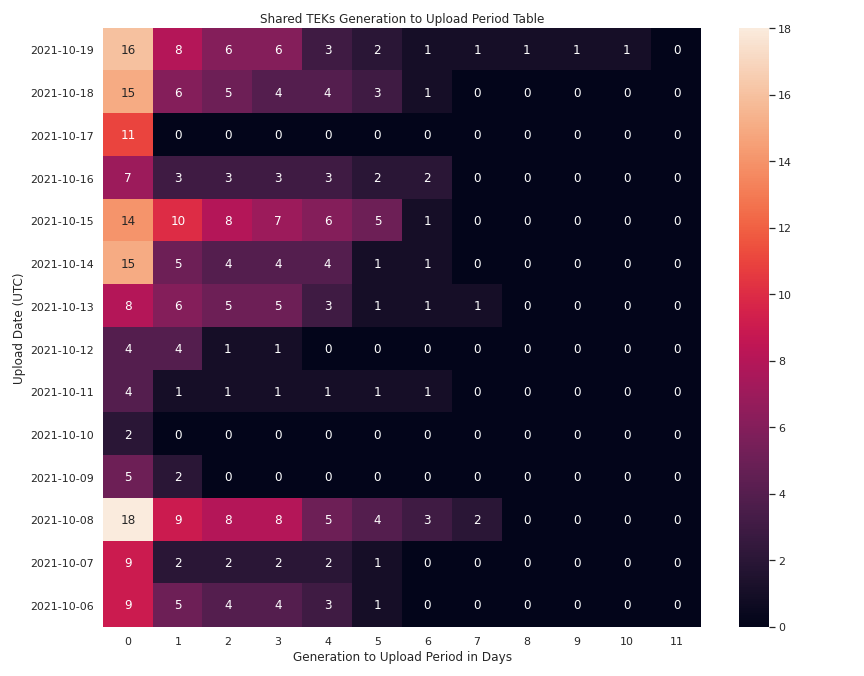 Shared TEKs Generation to Upload Period Table
2021-10-19 16 8 6 6 3 2 1 1 1 1 1 0
2021-10-18 15 6 5 4 4 3 1 0 0 0 0 0
2021-10-17 11 0 0 0 0 0 0 0 0 0 0 0
2021-10-16 7 3 3 3 3 2 2 0 0 0 0 0
2021-10-15 14 10 8 7 6 5 1 0 0 0 0 0
2021-10-14 15 5 4 4 4 1 1 0 0 0 0 0
2021-10-13 8 6 5 5 3 1 1 1 0 0 0 0
2021-10-12 4 4 1 1 0 0 0 0 0 0 0 0
2021-10-11 4 1 1 1 1 1 1 0 0 0 0 0
2021-10-10 2 0 0 0 0 0 0 0 0 0 0 0
2021-10-09 5 2 0 0 0 0 0 0 0 0 0 0
2021-10-08 18 9 8 8 5 4 3 2 0 0 0 0
2021-10-07 9 2 2 2 2 1 0 0 0 0 0 0
2021-10-06 9 5 4 4 3 1 0 0 0 0 0 0
0 1 2 3 4 5 6 7 8 9 10 11
Generation to Upload Period in Days
Upload Date (UTC)
18
16
14
12
10
8
6
4
2
0